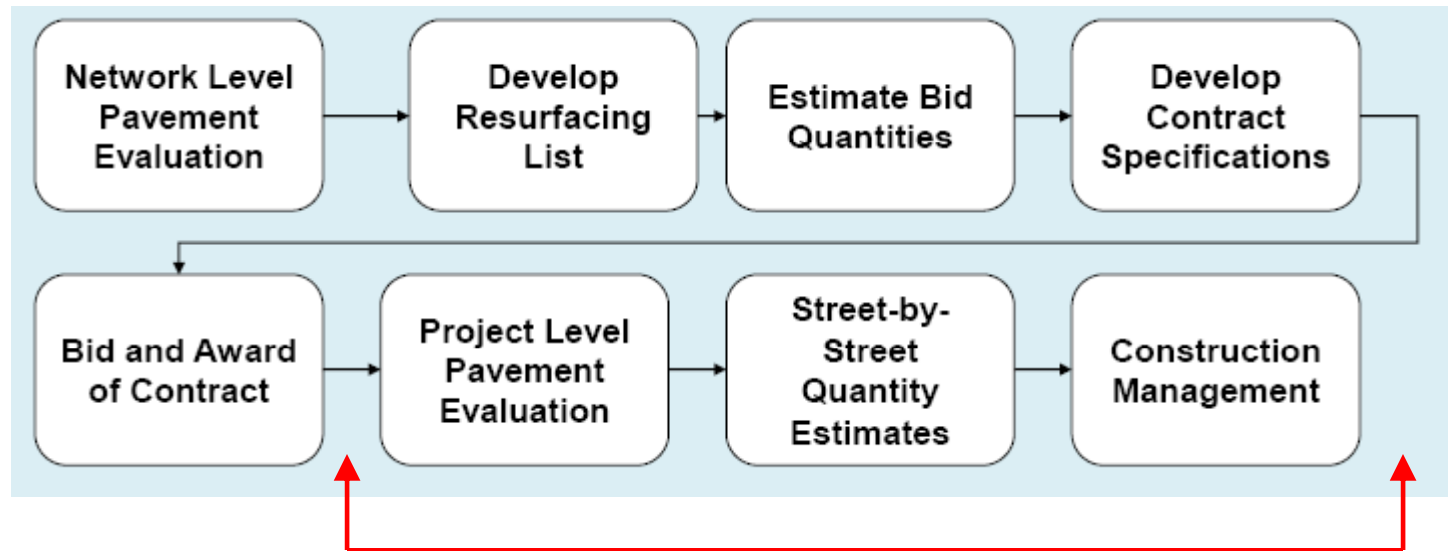 Network Level
Pavement
Evaluation
Develop
Resurfacing
List
Estimate Bid
Quantities
Develop
Contract
Specifications
Bid and Award
of Contract
Project Level
Pavement
Evaluation
Street-by-
Street
Quantity
Estimates
Construction
Management